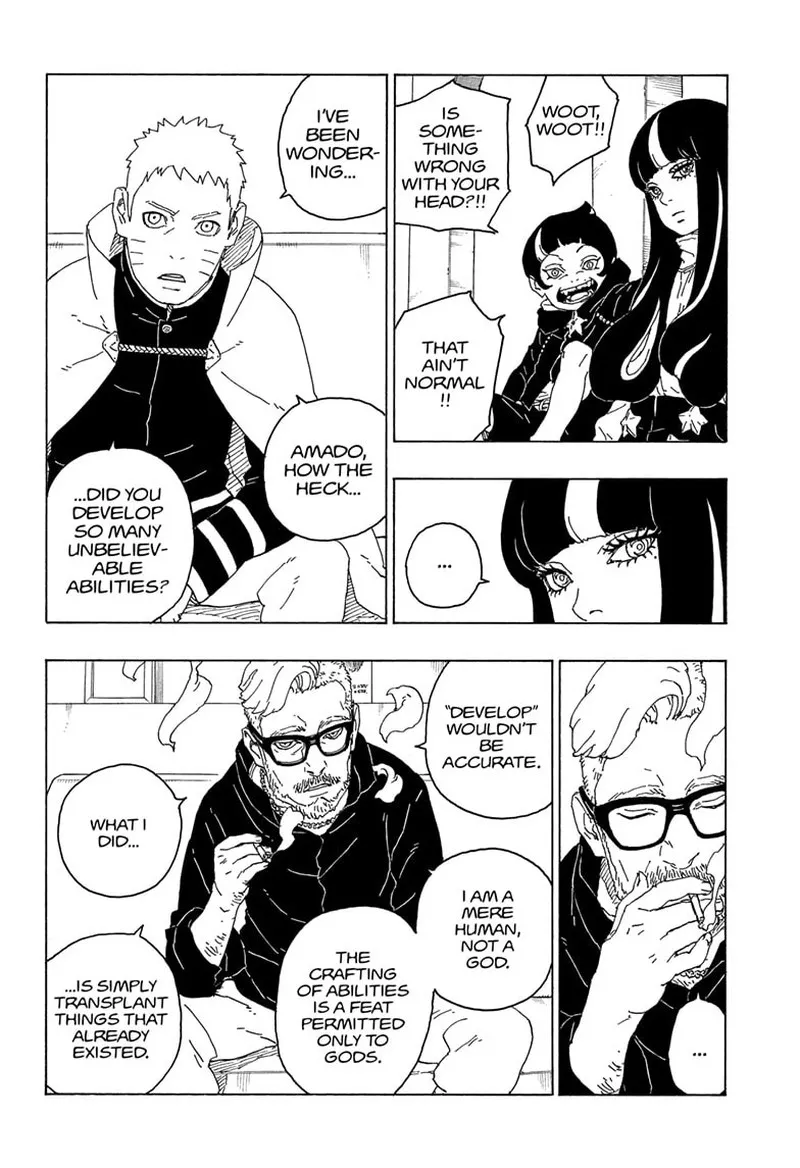 WOOT,
WOOT!!
IS
SOME-
THING
WRONG
WITH YOUR
HEAD?!!
THAT
AIN'T
NORMAL
!!
I'VE
BEEN
WONDER-
ING...
AMADO,
HOW THE
HECK...
...DID YOU
DEVELOP
SO MANY
UNBELIEV-
ABLE
ABILITIES?
...
"DEVELOP"
WOULDN'T
BE
ACCURATE.
WHAT I
DID...
I AM A
MERE
HUMAN,
NOT A
GOD.
THE
CRAFTING
OF ABILITIES
IS A FEAT
PERMITTED
ONLY TO
GODS.
...IS SIMPLY
TRANSPLANT
THINGS THAT
ALREADY
EXISTED.
...